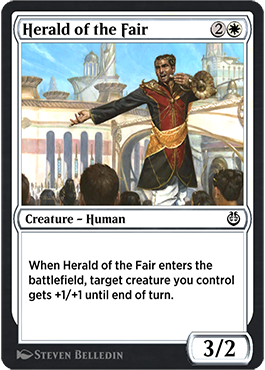 Herald of the Fair 2
Creature – Human
When Herald of the Fair enters the
battlefield, target creature you control
gets +1/+1 until end of turn.
3/2
Steven Belledin